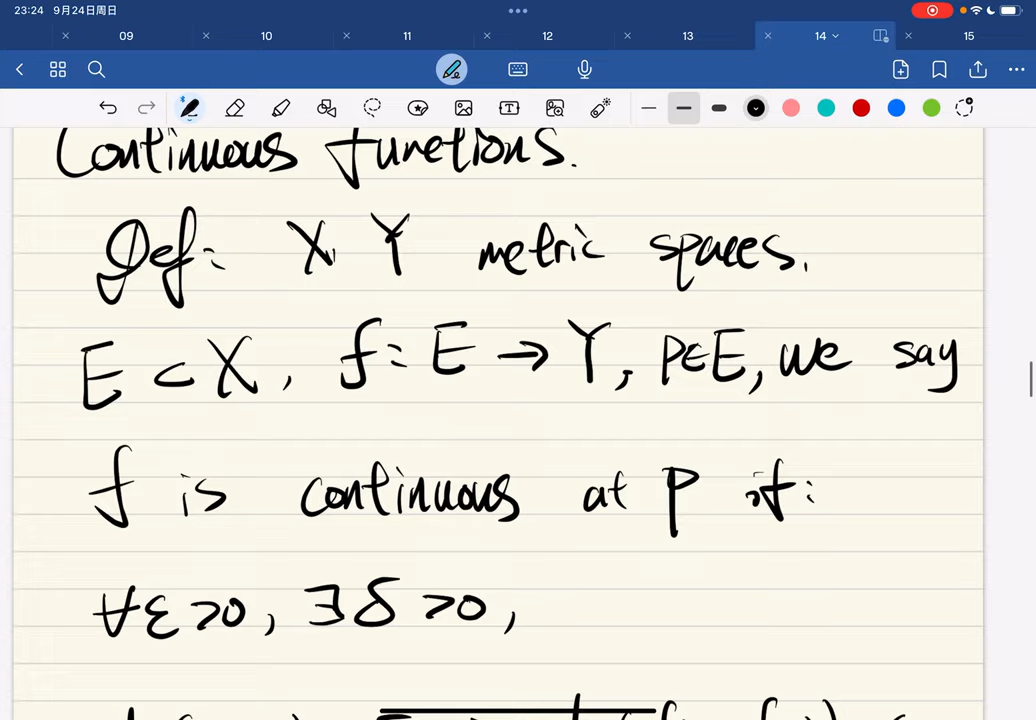 23:24 9月24日周日
09 10 11 12 13 14 15
Continuous functions.
Def: X, Y metric spaces.
E ⊂ X, f: E → Y, p∈E, we say
f is continuous at p if:
∀ε>0, ∃δ>0,